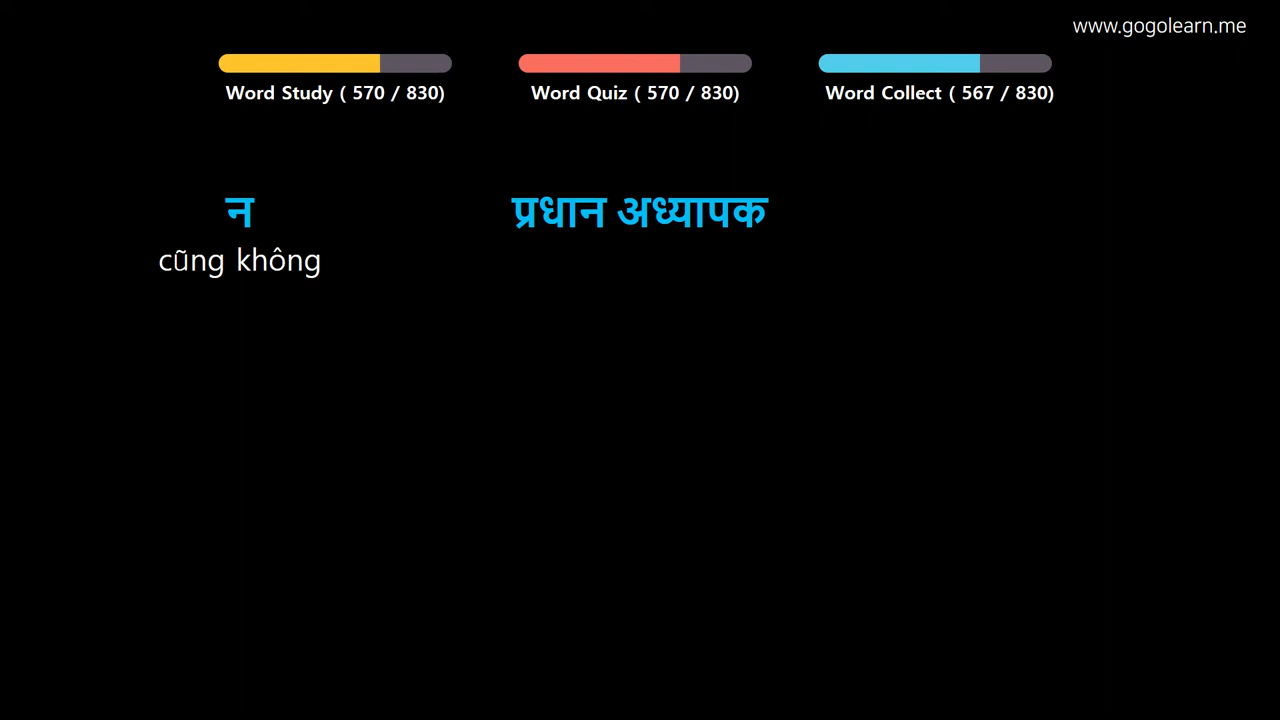 www.gogolearn.me
Word Study ( 570 / 830)
Word Quiz ( 570 / 830)
Word Collect ( 567 / 830)
न
प्रधान अध्यापक
cũng không